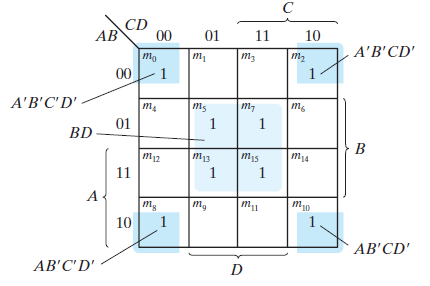 C
CD
AB 00 01 11 10
m0 m1 m3 m2
A'B'CD'
00 1 1
A'B'C'D'
m4 m5 m7 m6
01 1 1
BD
B
m12 m13 m15 m14
11 1 1
A
m8 m9 m11 m10
10 1 1
AB'CD'
AB'C'D'
D